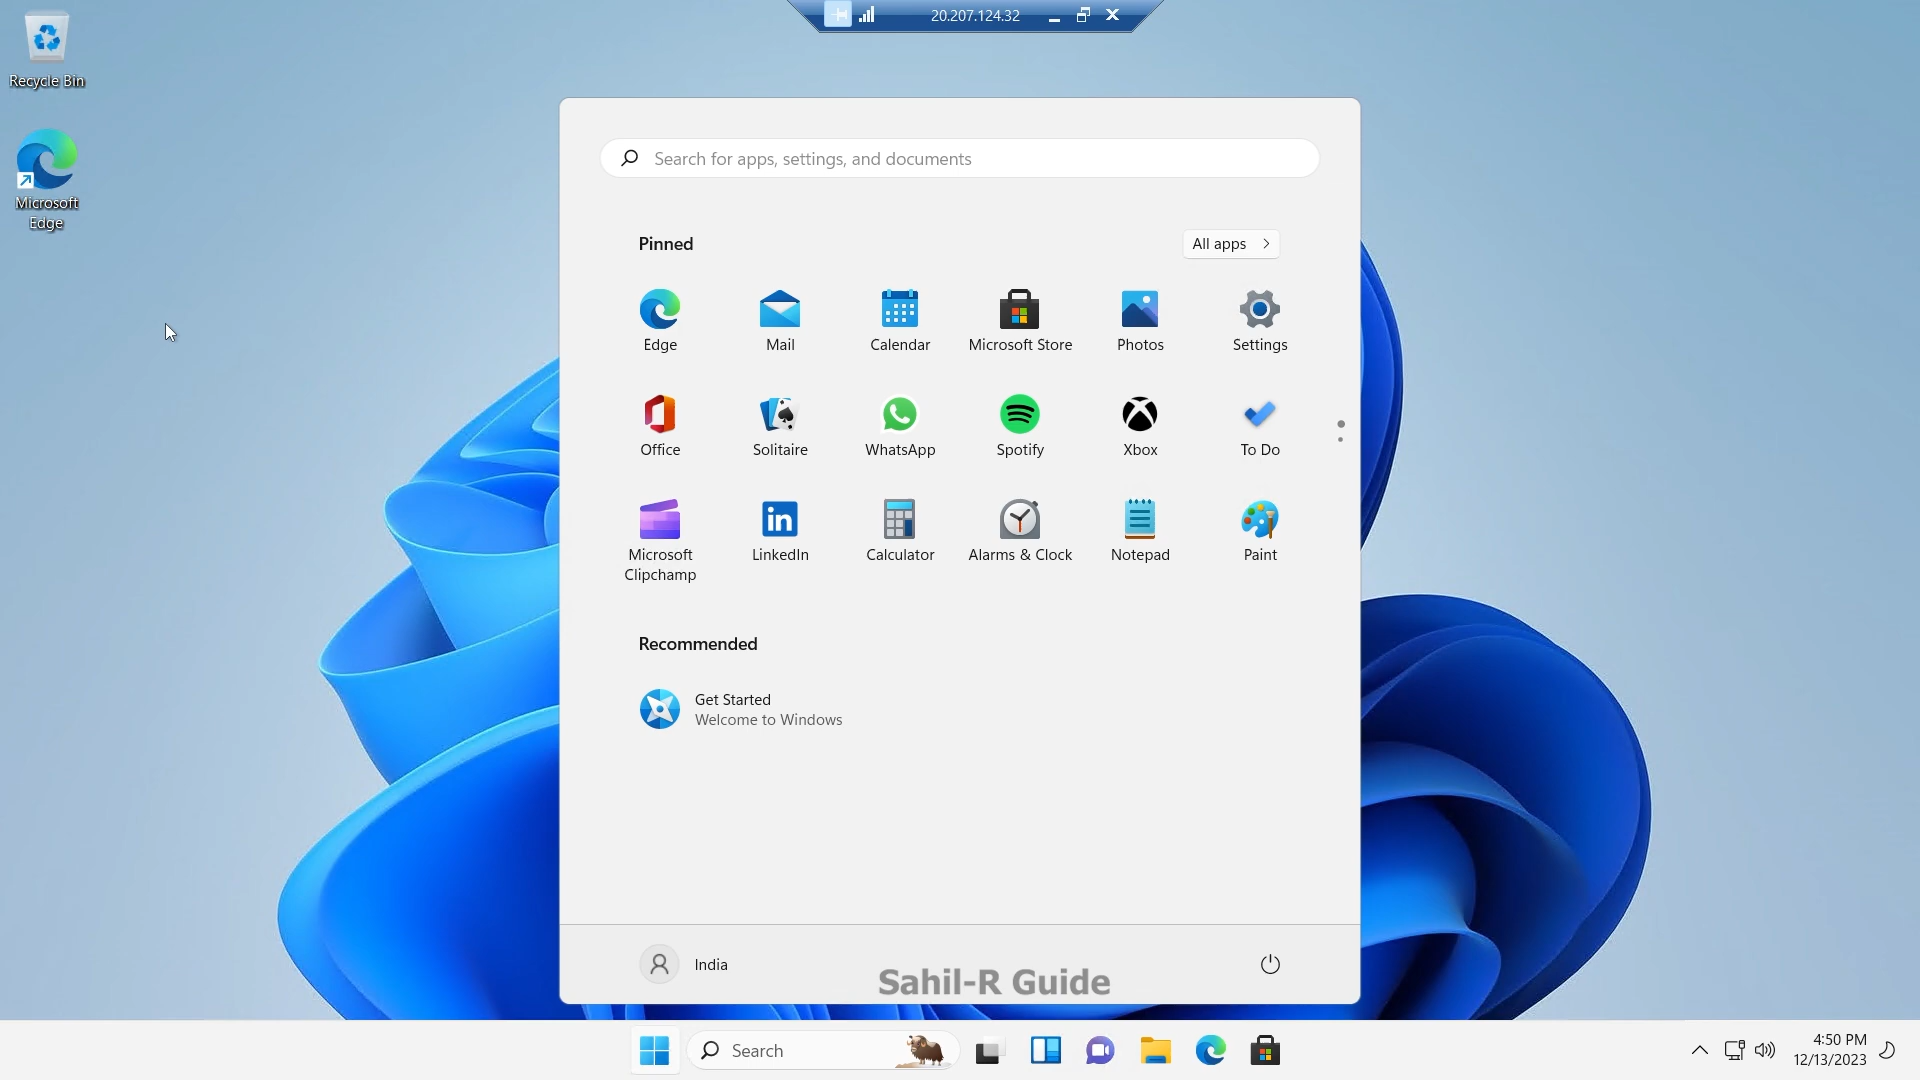 20.207.124.32
Recycle Bin
Microsoft
Edge
Search for apps, settings, and documents
Pinned
All apps
Edge
Mail
Calendar
Microsoft Store
Photos
Settings
Office
Solitaire
WhatsApp
Spotify
Xbox
To Do
Microsoft
Clipchamp
in
LinkedIn
Calculator
Alarms & Clock
Notepad
Paint
Recommended
Get Started
Welcome to Windows
India
Sahil-R Guide
Search
4:50 PM
12/13/2023